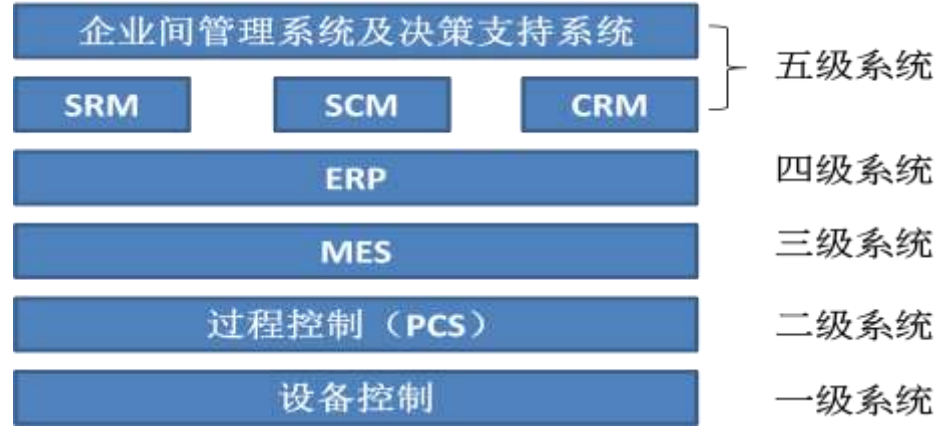 企业间管理系统及决策支持系统
五级系统
SRM SCM CRM
ERP 四级系统
MES 三级系统
过程控制（PCS） 二级系统
设备控制 一级系统